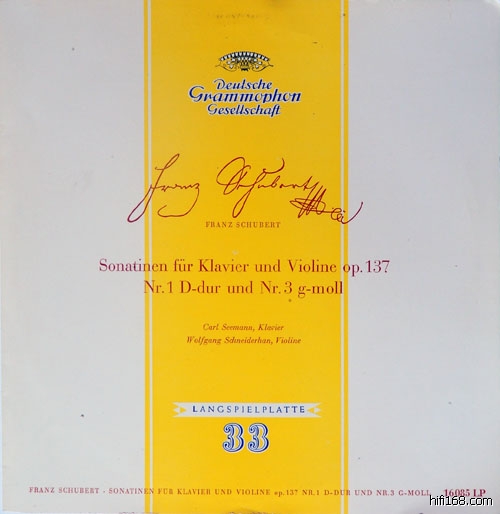 Deutsche
Grammophon
Gesellschaft
Franz Schubert
FRANZ SCHUBERT
Sonatinen für Klavier und Violine op. 137
Nr. 1 D-dur und Nr. 3 g-moll
Carl Seemann, Klavier
Wolfgang Schneiderhan, Violine
LANGSPIELPLATTE
33
FRANZ SCHUBERT - SONATINEN FÜR KLAVIER UND VIOLINE op. 137 NR. 1 D-DUR UND NR. 3 G-MOLL 16085 LP
hifi168.com